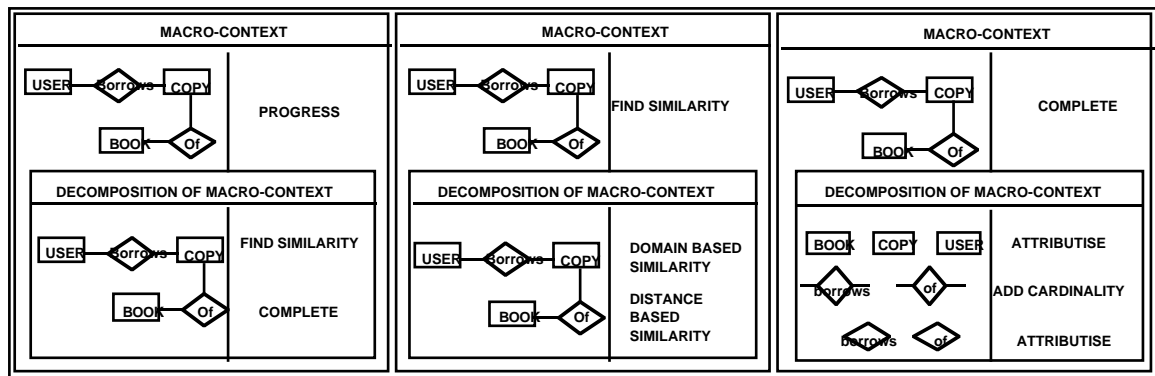 MACRO-CONTEXT
USER Borrows COPY
PROGRESS
BOOK Of
DECOMPOSITION OF MACRO-CONTEXT
FIND SIMILARITY
USER Borrows COPY
BOOK Of
COMPLETE
MACRO-CONTEXT
USER Borrows COPY
FIND SIMILARITY
BOOK Of
DECOMPOSITION OF MACRO-CONTEXT
USER Borrows COPY
DOMAIN BASED
SIMILARITY
BOOK Of
DISTANCE
BASED
SIMILARITY
MACRO-CONTEXT
USER Borrows COPY
COMPLETE
BOOK Of
DECOMPOSITION OF MACRO-CONTEXT
BOOK COPY USER ATTRIBUTISE
borrows of ADD CARDINALITY
borrows of ATTRIBUTISE